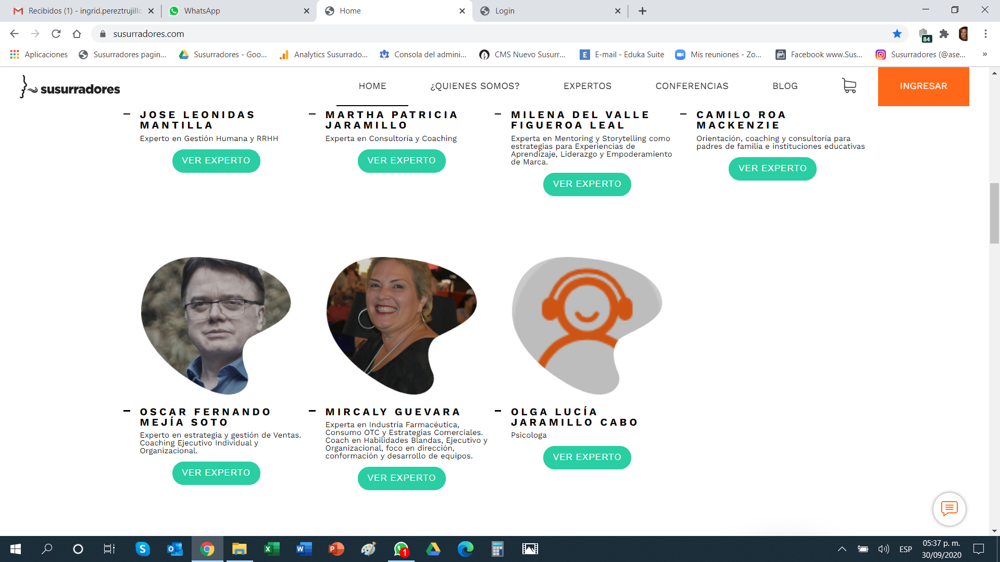 Recibidos (1) - ingrid.pereztrujillo
WhatsApp
Home
Login
susurradores.com
84
Aplicaciones
Susurradores pagin...
Susurradores - Goo...
Analytics Susurrado...
Consola del admini...
CMS Nuevo Susurr...
E-mail - Eduka Suite
Mis reuniones - Zo...
Facebook www.Sus...
Susurradores (@ase...
»
susurradores
HOME
¿QUIENES SOMOS?
EXPERTOS
CONFERENCIAS
BLOG
INGRESAR
JOSE LEONIDAS
MANTILLA
Experto en Gestión Humana y RRHH
VER EXPERTO
MARTHA PATRICIA
JARAMILLO
Experta en Consultoría y Coaching
VER EXPERTO
MILENA DEL VALLE
FIGUEROA LEAL
Experta en Mentoring y Storytelling como
estrategias para Experiencias de
Aprendizaje, Liderazgo y Empoderamiento
de Marca.
VER EXPERTO
CAMILO ROA
MACKENZIE
Orientación, coaching y consultoría para
padres de familia e instituciones educativas
VER EXPERTO
OSCAR FERNANDO
MEJÍA SOTO
Experto en estrategia y gestión de Ventas.
Coaching Ejecutivo Individual y
Organizacional.
VER EXPERTO
MIRCALY GUEVARA
Experta en Industria Farmacéutica,
Consumo OTC y Estrategias Comerciales.
Coach en Habilidades Blandas, Ejecutivo y
Organizacional, foco en dirección,
conformación y desarrollo de equipos.
VER EXPERTO
OLGA LUCÍA
JARAMILLO CABO
Psicologa
VER EXPERTO
1
ESP
05:37 p. m.
30/09/2020